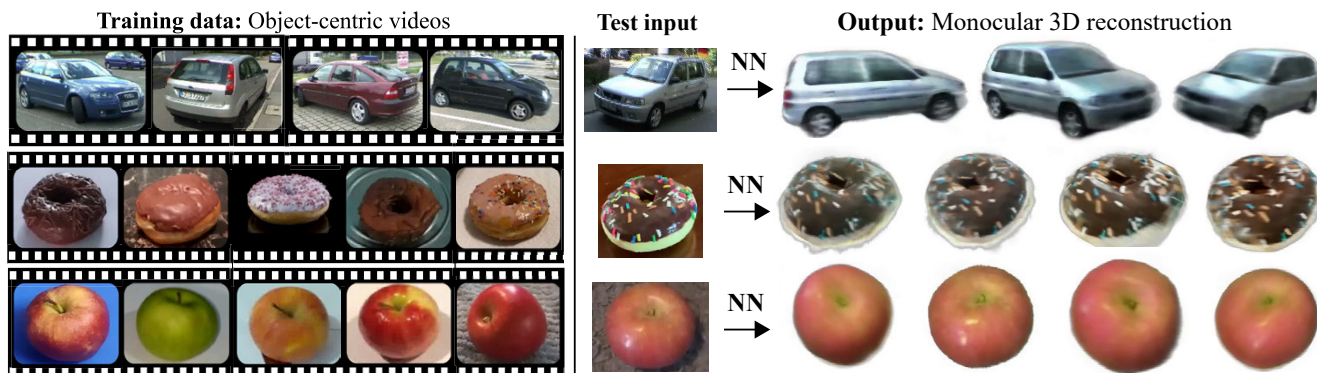 Training data: Object-centric videos
Test input
Output: Monocular 3D reconstruction
NN
NN
NN